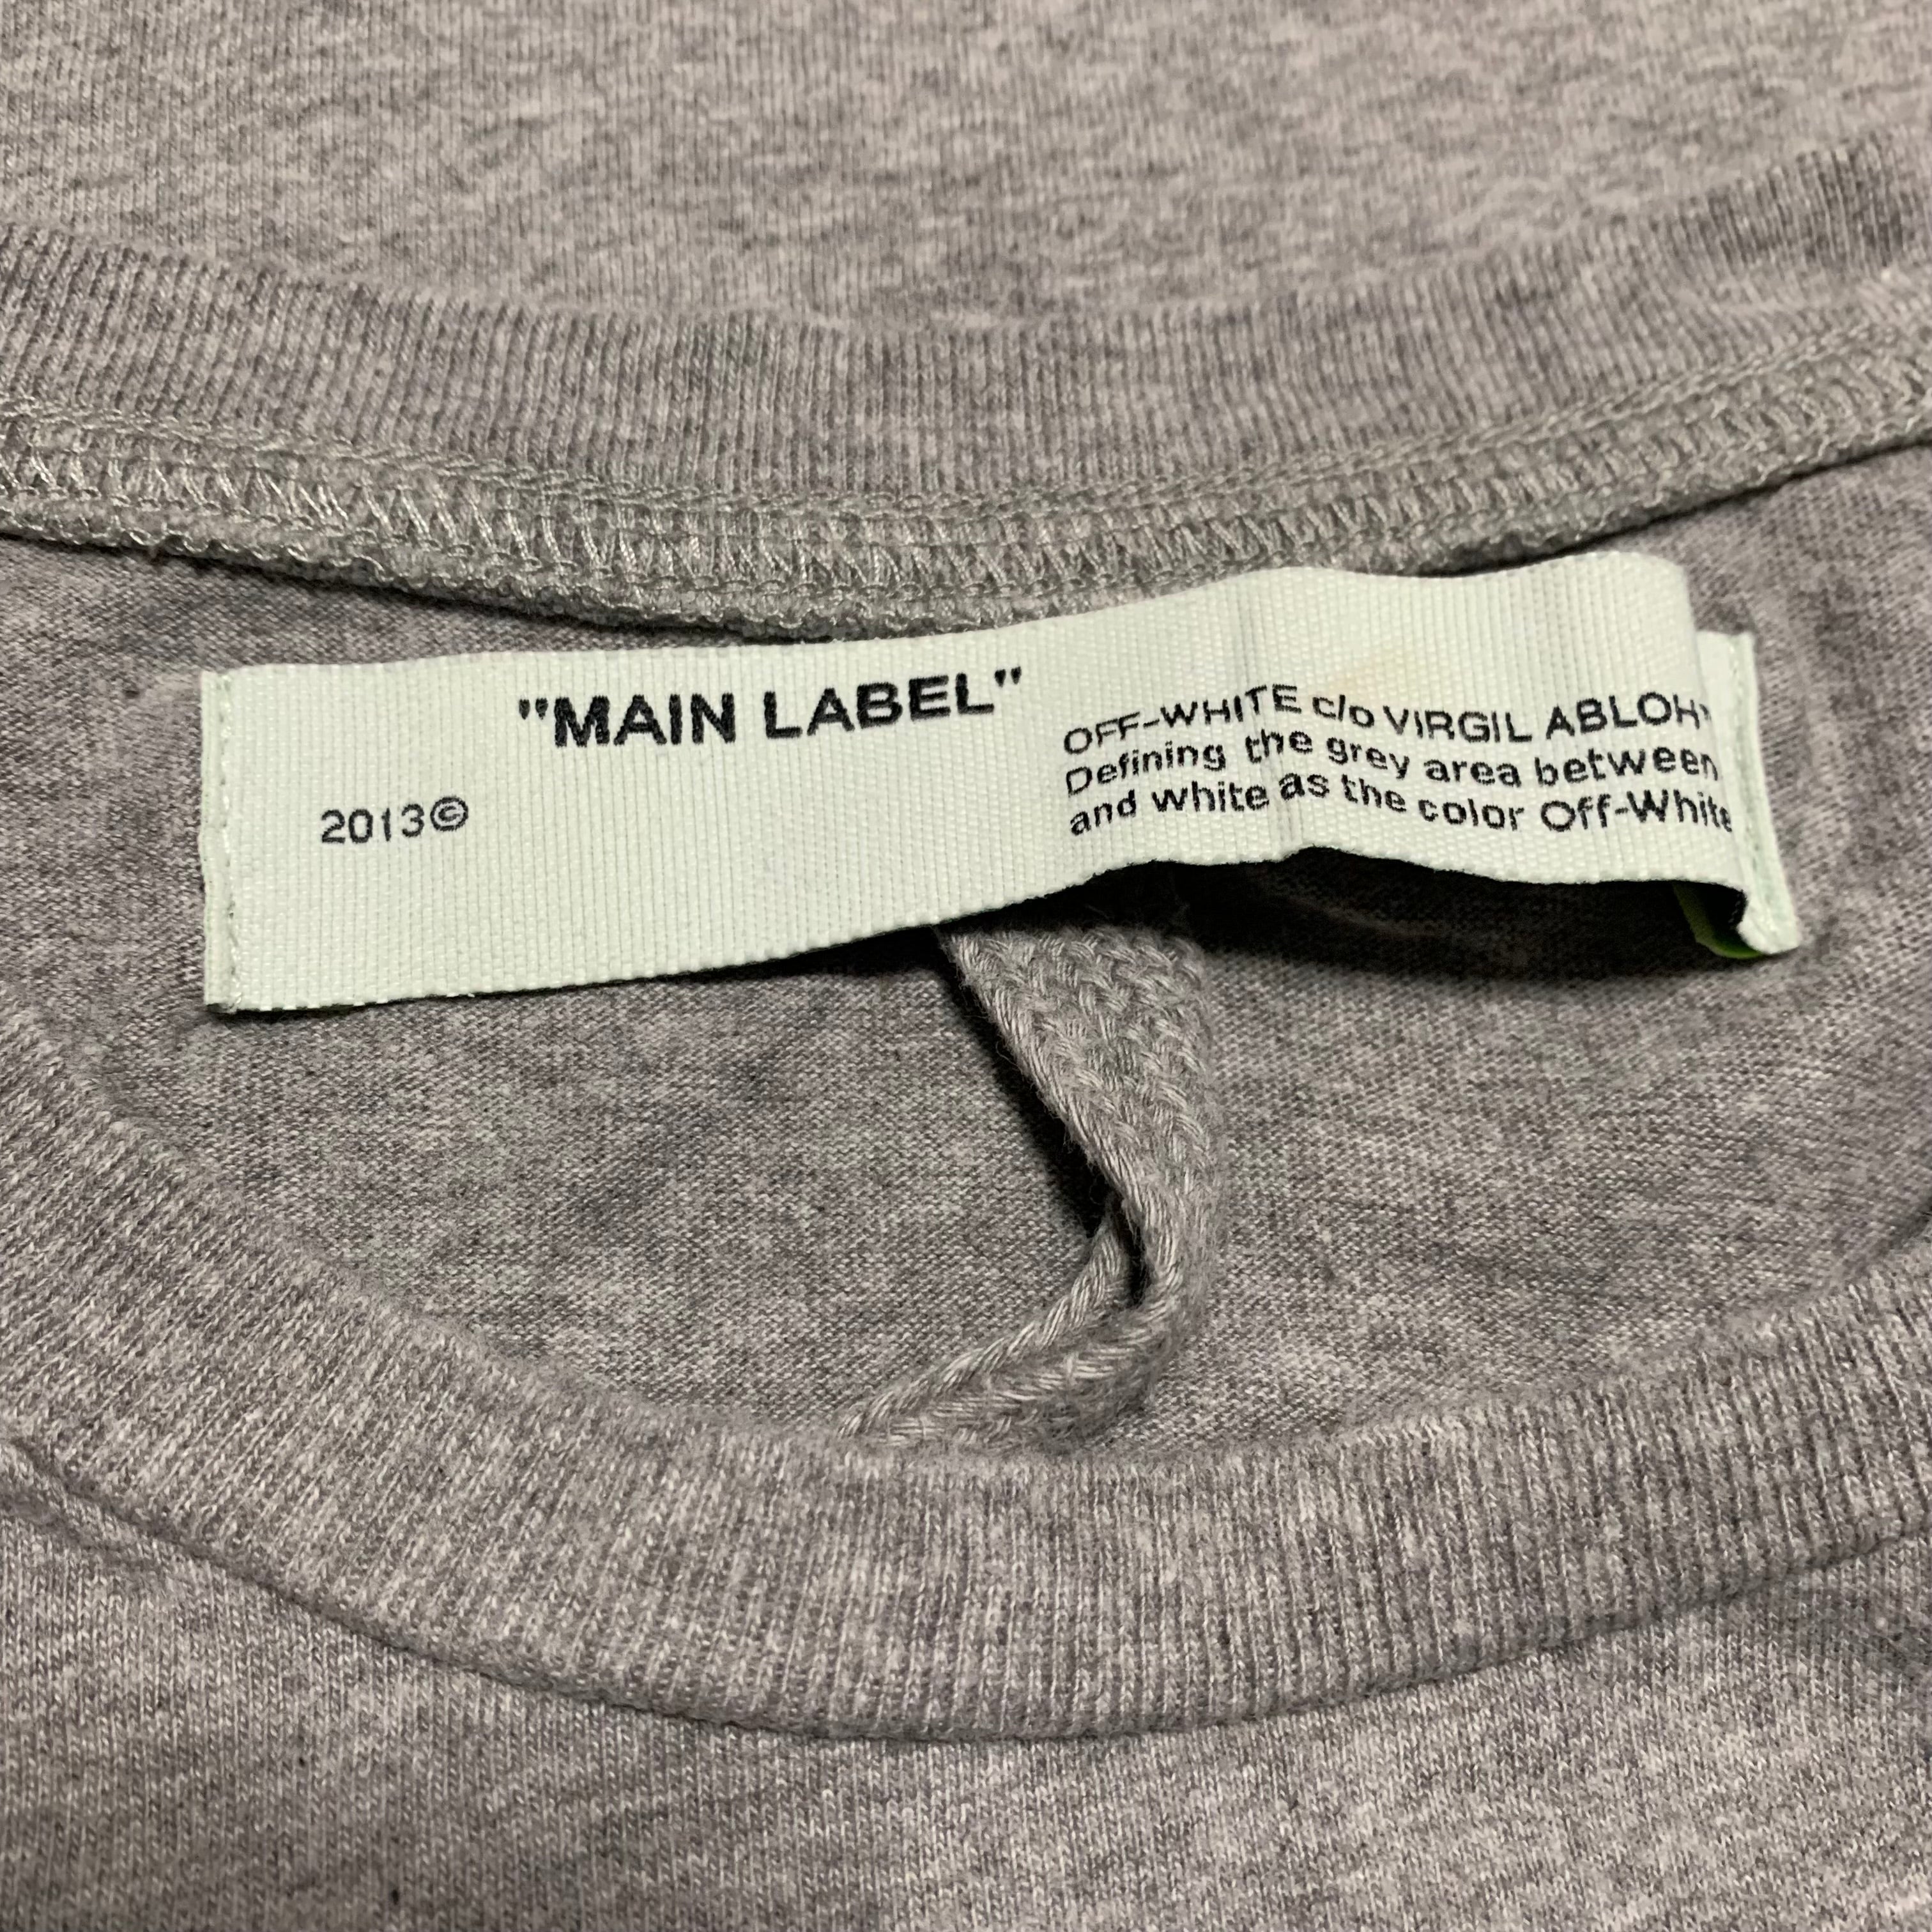 "MAIN LABEL"
2013©
OFF-WHITE c/o VIRGIL ABLOH
Defining the grey area between
and white as the color Off-White